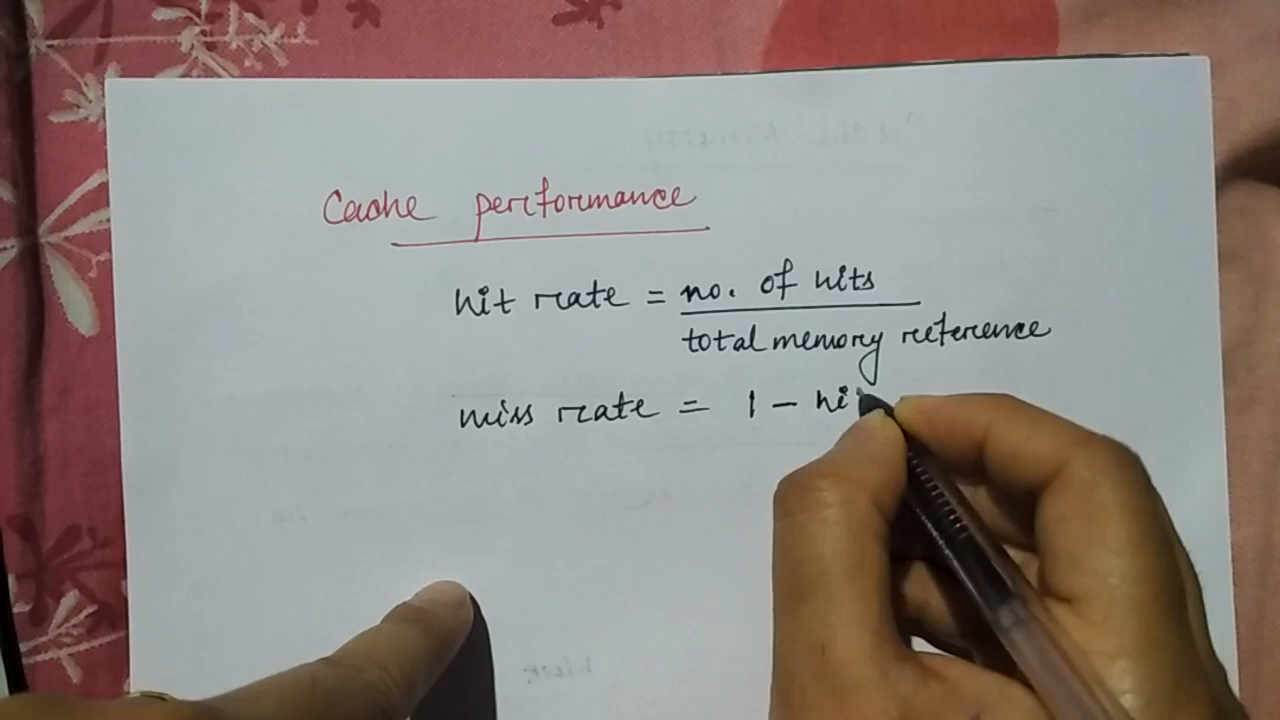 Cache performance
hit rate = no. of hits
total memory reference
miss rate = 1 - hi